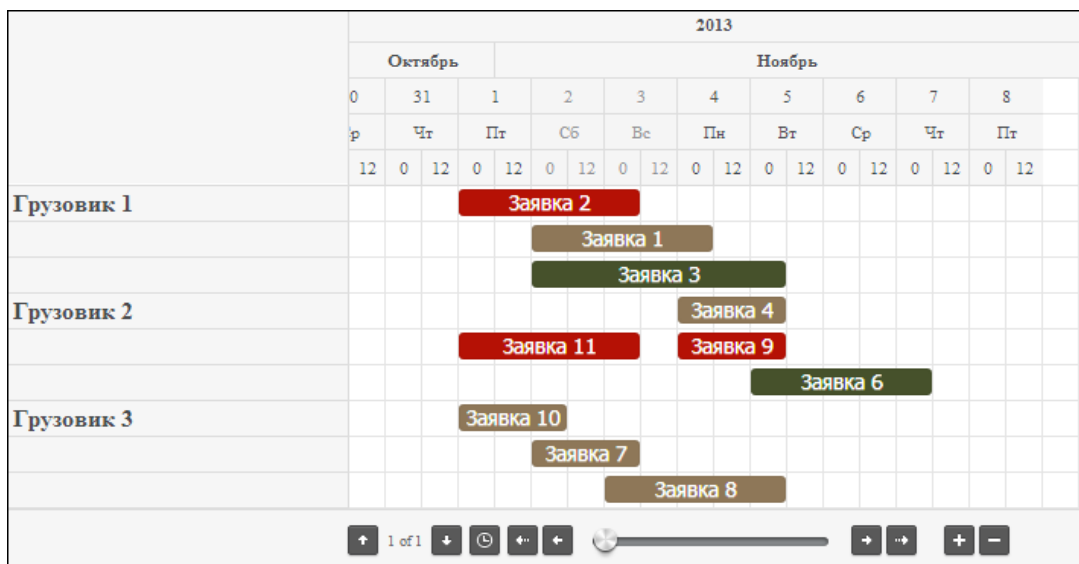 2013
Октябрь Ноябрь
0 31 1 2 3 4 5 6 7 8
Чт Пт Сб Вс Пн Вт Ср Чт Пт
12 0 12 0 12 0 12 0 12 0 12 0 12 0 12 0 12 0 12
Грузовик 1 Заявка 2
Заявка 1
Заявка 3
Грузовик 2 Заявка 4
Заявка 11 Заявка 9
Заявка 6
Грузовик 3 Заявка 10
Заявка 7
Заявка 8
1 of 1